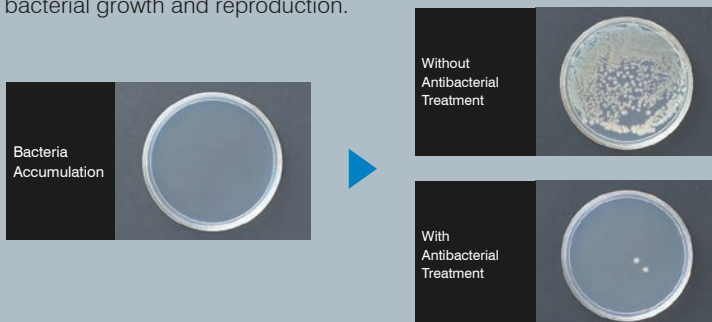 bacterial growth and reproduction.
Bacteria
Accumulation
Without
Antibacterial
Treatment
With
Antibacterial
Treatment